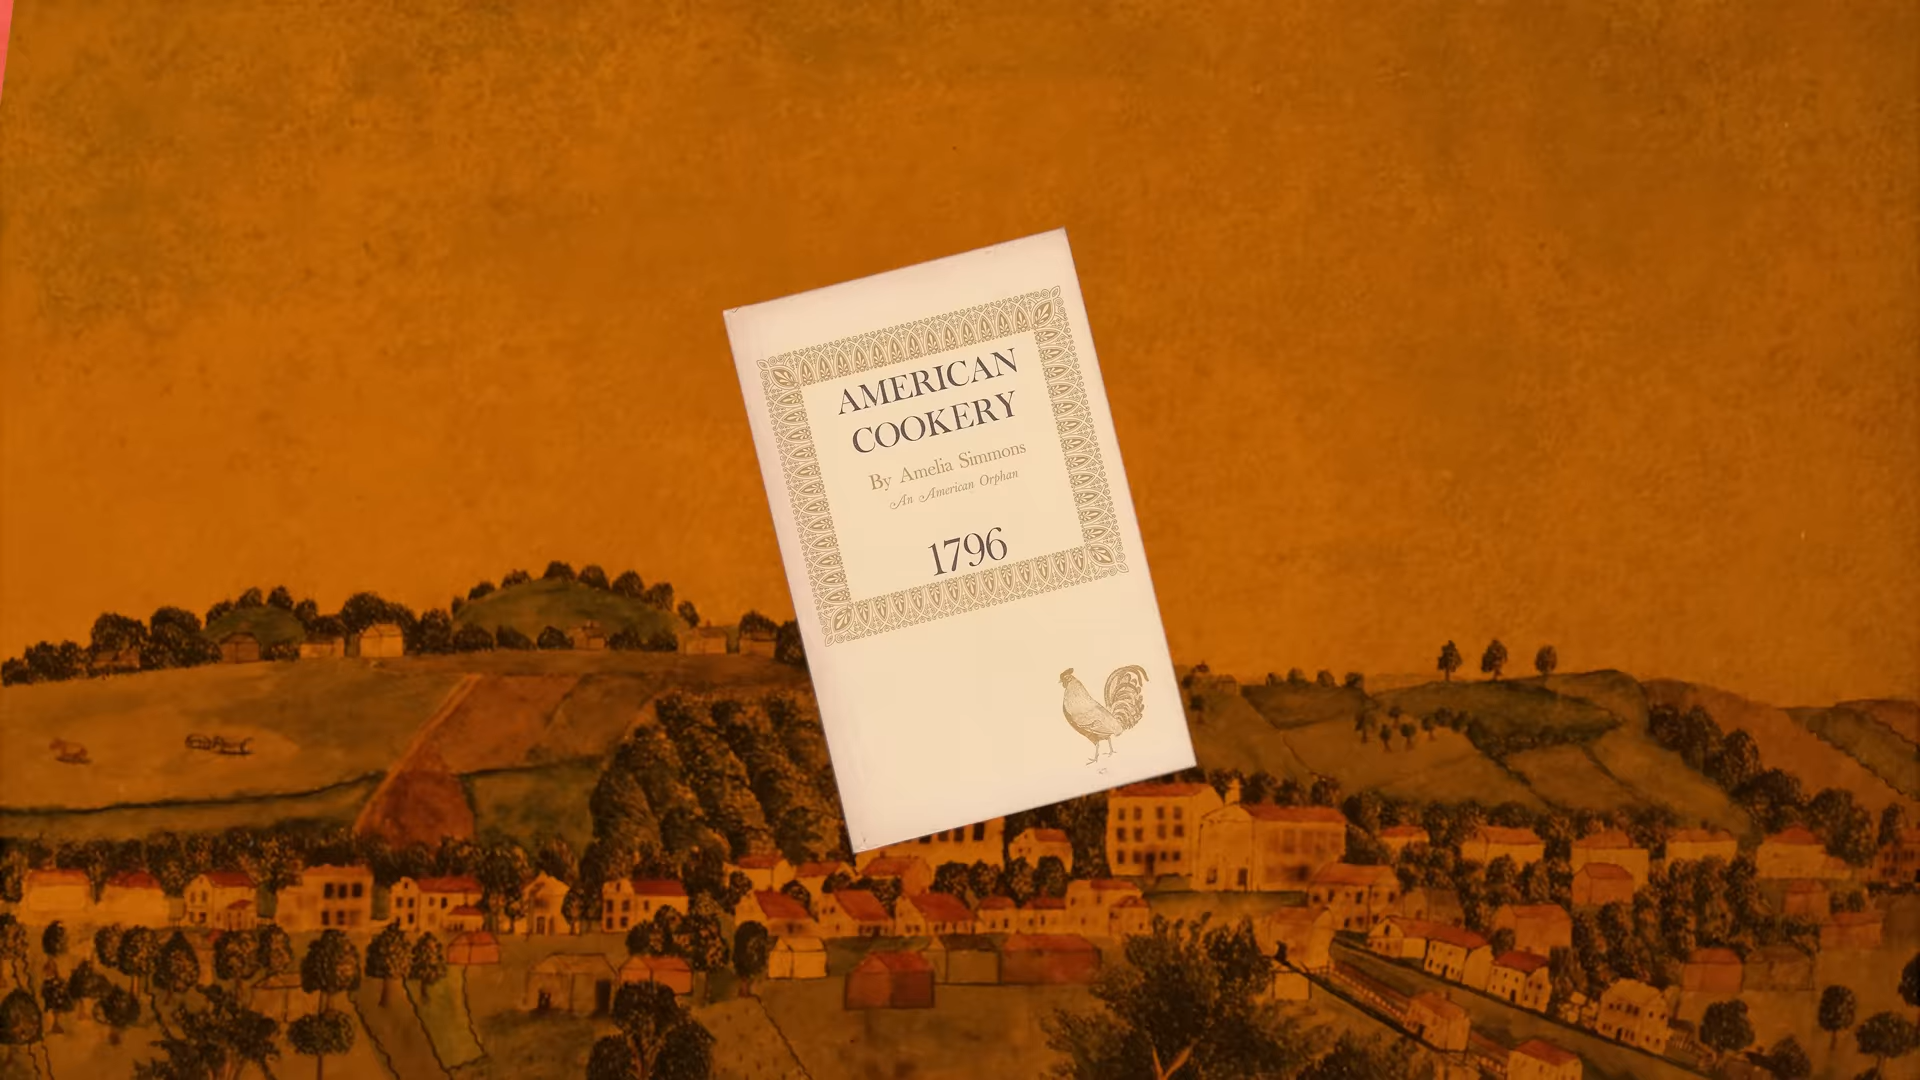 AMERICAN
COOKERY
By Amelia Simmons
An American Orphan
1796